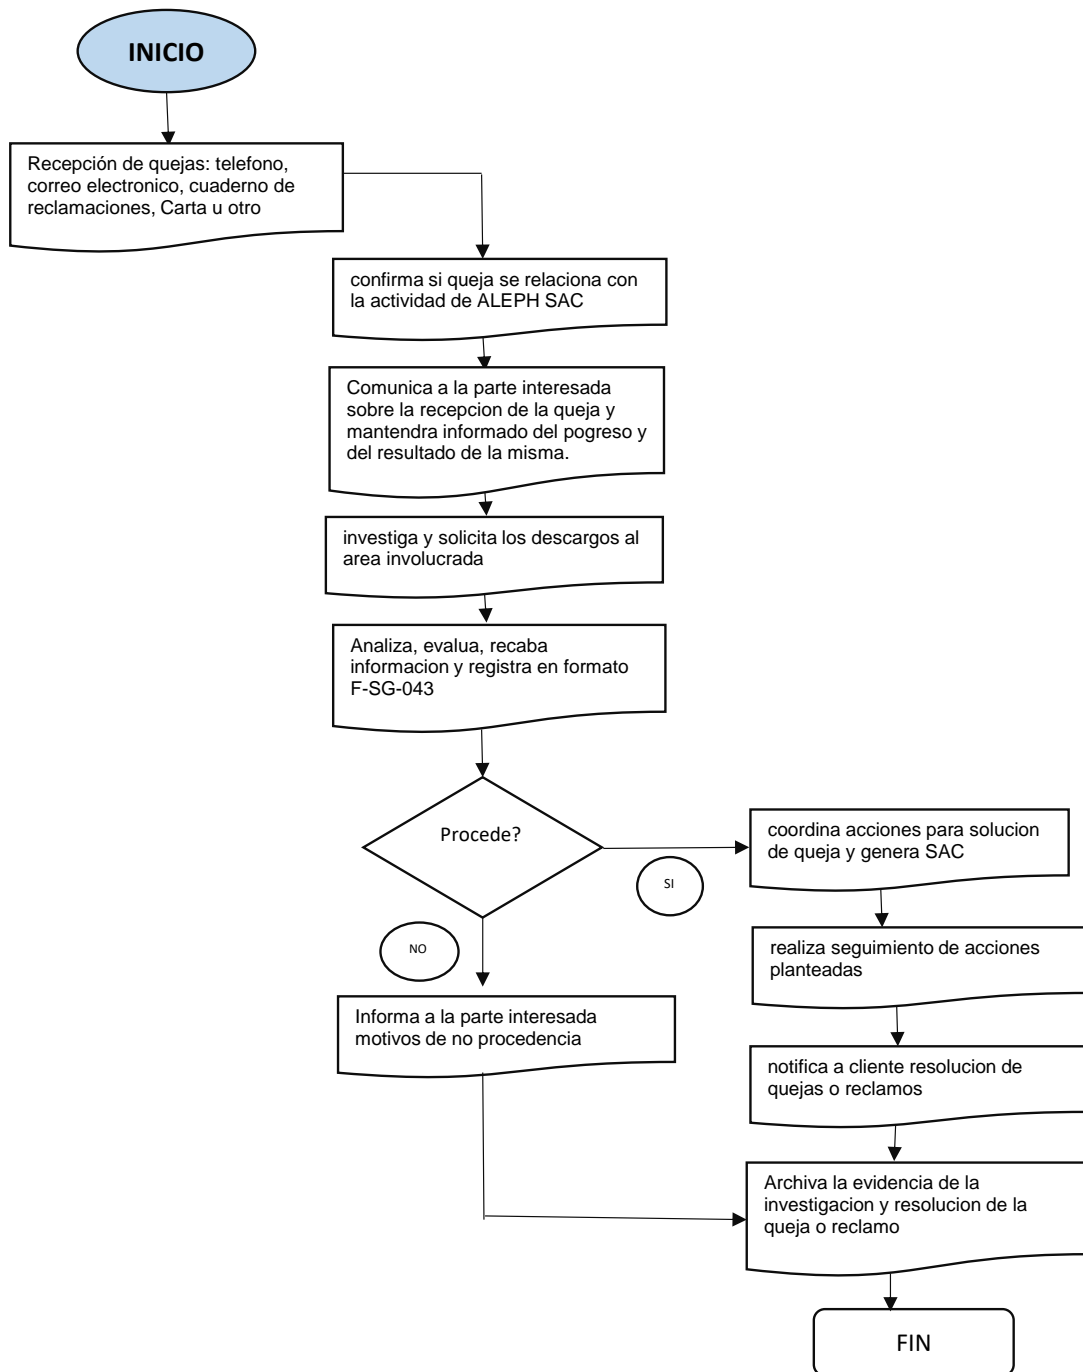 INICIO
Recepción de quejas: telefono,
correo electronico, cuaderno de
reclamaciones, Carta u otro
confirma si queja se relaciona con
la actividad de ALEPH SAC
Comunica a la parte interesada
sobre la recepcion de la queja y
mantendra informado del pogreso y
del resultado de la misma.
investiga y solicita los descargos al
area involucrada
Analiza, evalua, recaba
informacion y registra en formato
F-SG-043
Procede?
SI
coordina acciones para solucion
de queja y genera SAC
realiza seguimiento de acciones
planteadas
NO
Informa a la parte interesada
motivos de no procedencia
notifica a cliente resolucion de
quejas o reclamos
Archiva la evidencia de la
investigacion y resolucion de la
queja o reclamo
FIN